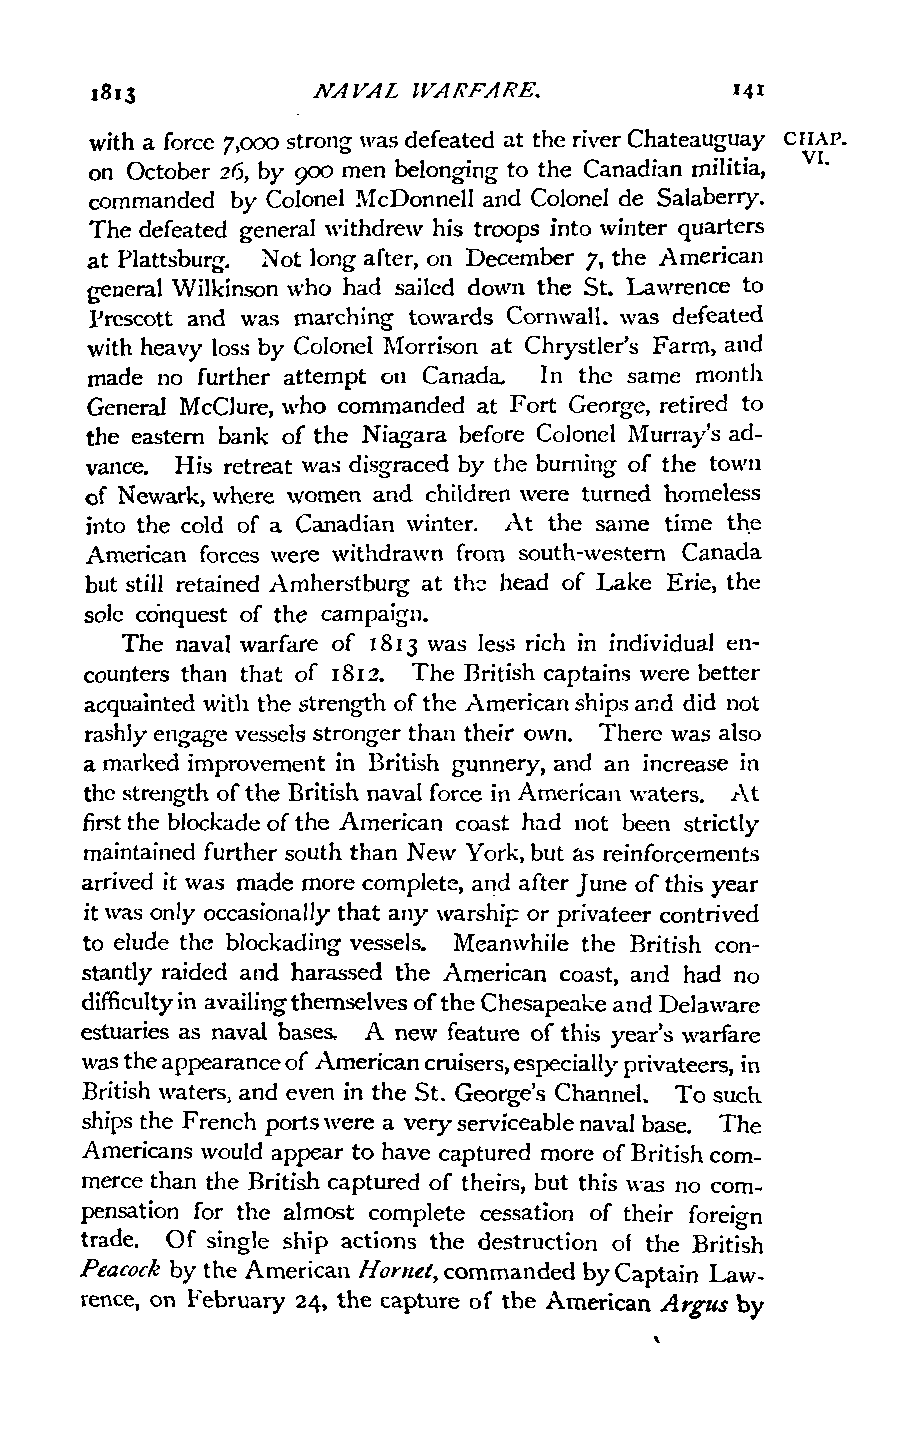 1813 NAVAL WARFARE. 141
with a force 7,000 strong was defeated at the river Chateauguay CHAP.
on October 26, by 900 men belonging to the Canadian militia, VI.
commanded by Colonel McDonnell and Colonel de Salaberry.
The defeated general withdrew his troops into winter quarters
at Plattsburg. Not long after, on December 7, the American
general Wilkinson who had sailed down the St. Lawrence to
Prescott and was marching towards Cornwall. was defeated
with heavy loss by Colonel Morrison at Chrystler's Farm, and
made no further attempt on Canada. In the same month
General McClure, who commanded at Fort George, retired to
the eastern bank of the Niagara before Colonel Murray's ad-
vance. His retreat was disgraced by the burning of the town
of Newark, where women and children were turned homeless
into the cold of a Canadian winter. At the same time the
American forces were withdrawn from south-western Canada
but still retained Amherstburg at the head of Lake Erie, the
sole conquest of the campaign.
The naval warfare of 1813 was less rich in individual en-
counters than that of 1812. The British captains were better
acquainted with the strength of the American ships and did not
rashly engage vessels stronger than their own. There was also
a marked improvement in British gunnery, and an increase in
the strength of the British naval force in American waters. At
first the blockade of the American coast had not been strictly
maintained further south than New York, but as reinforcements
arrived it was made more complete, and after June of this year
it was only occasionally that any warship or privateer contrived
to elude the blockading vessels. Meanwhile the British con-
stantly raided and harassed the American coast, and had no
difficulty in availing themselves of the Chesapeake and Delaware
estuaries as naval bases. A new feature of this year's warfare
was the appearance of American cruisers, especially privateers, in
British waters, and even in the St. George's Channel. To such
ships the French ports were a very serviceable naval base. The
Americans would appear to have captured more of British com-
merce than the British captured of theirs, but this was no com-
pensation for the almost complete cessation of their foreign
trade. Of single ship actions the destruction of the British
Peacock by the American Hornet, commanded by Captain Law-
rence, on February 24, the capture of the American Argus by